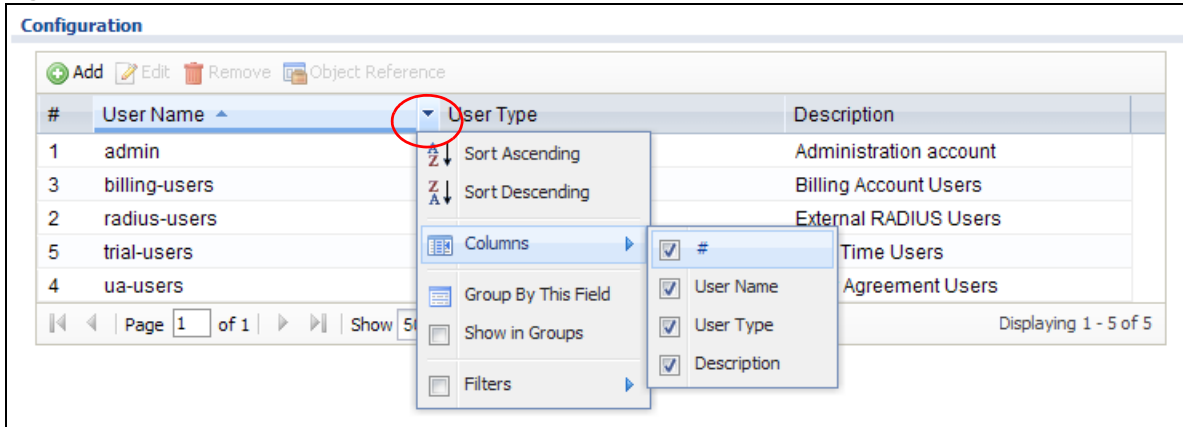 Configuration
Add Edit Remove Object Reference
# User Name User Type Description
1 admin Administration account
3 billing-users Billing Account Users
2 radius-users External RADIUS Users
5 trial-users Time Users
4 ua-users Agreement Users
Page 1 of 1 Show Displaying 1 - 5 of 5
Sort Ascending
Sort Descending
Columns
Group By This Field
Show in Groups
Filters
#
User Name
User Type
Description